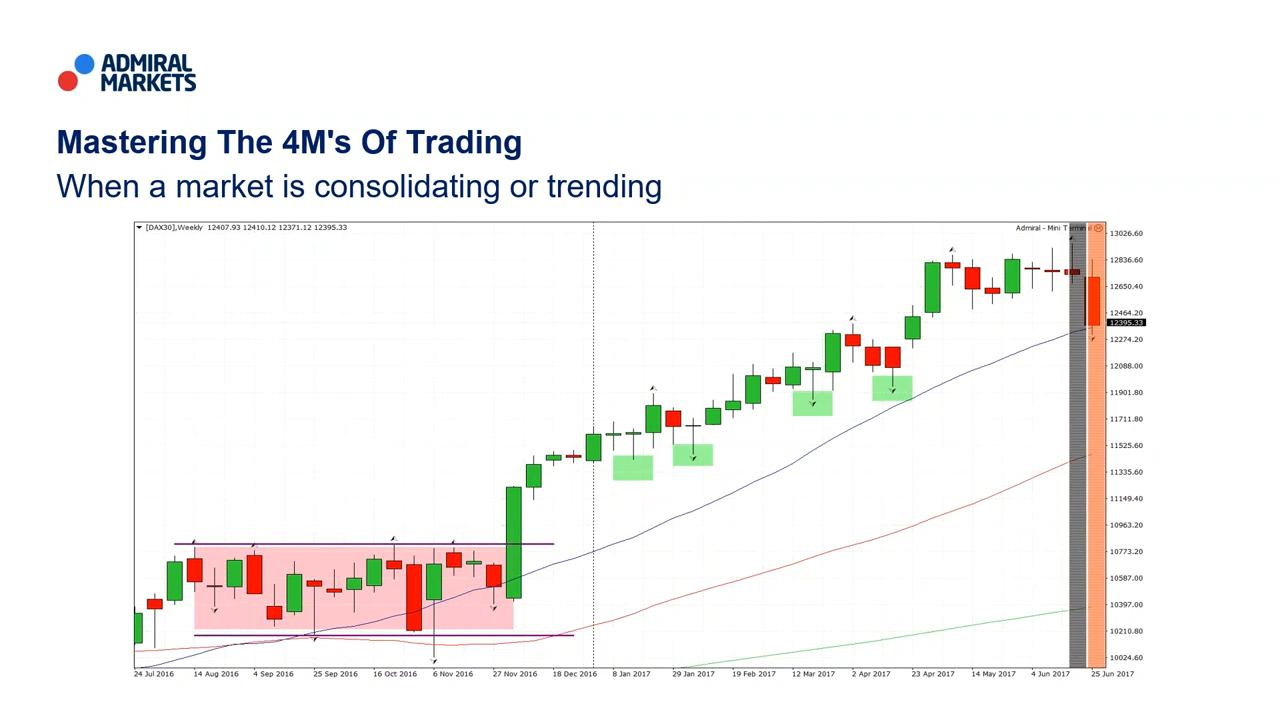 ADMIRAL
MARKETS
Mastering The 4M's Of Trading
When a market is consolidating or trending
[DAX30],Weekly 12407.93 12410.12 12371.12 12395.33
Admiral - Mini Terminal
13026.60
12836.60
12650.40
12464.20
12395.33
12274.20
12088.00
11901.80
11711.80
11525.60
11335.60
11149.40
10963.20
10773.20
10587.00
10397.00
10210.80
10024.60
24 Jul 2016 14 Aug 2016 4 Sep 2016 25 Sep 2016 16 Oct 2016 6 Nov 2016 27 Nov 2016 18 Dec 2016 8 Jan 2017 29 Jan 2017 19 Feb 2017 12 Mar 2017 2 Apr 2017 23 Apr 2017 14 May 2017 4 Jun 2017 25 Jun 2017